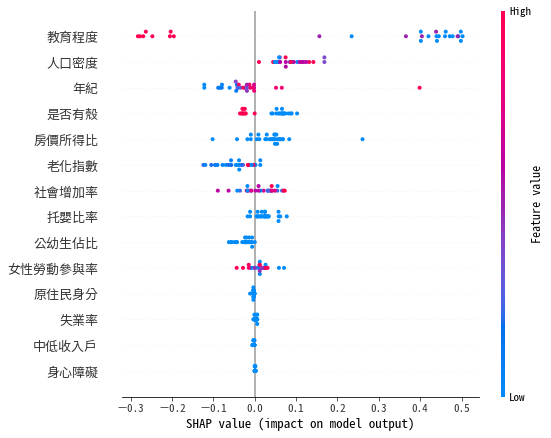 High
教育程度
人口密度
年紀
是否有殼
房價所得比
老化指數
社會增加率
托嬰比率
公幼生佔比
女性勞動參與率
原住民身分
失業率
中低收入戶
身心障礙
Feature value
Low
−0.3 −0.2 −0.1 0.0 0.1 0.2 0.3 0.4 0.5
SHAP value (impact on model output)